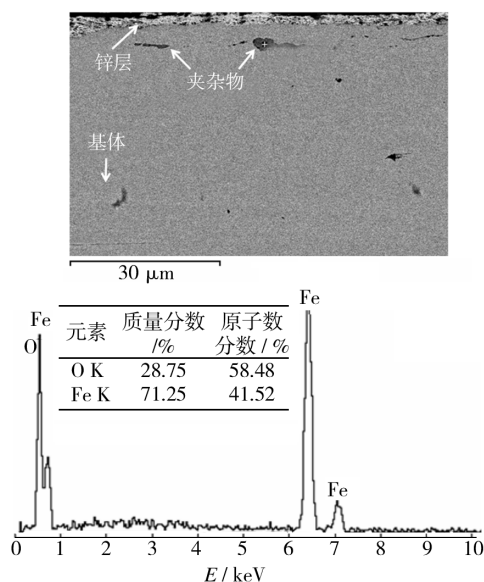 锌层
夹杂物
基体
30 μm
Fe
Fe
O
元素 质量分数/% 原子数分数 / %
O K 28.75 58.48
Fe K 71.25 41.52
Fe
0 1 2 3 4 5 6 7 8 9 10
E / keV